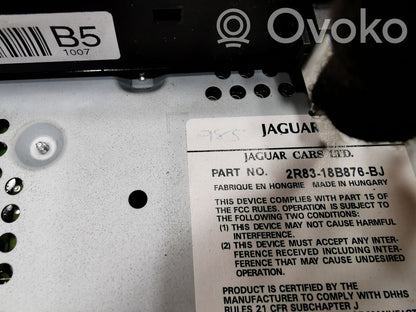 B5
1007
Ovoko
985
JAGUAR
JAGUAR CARS LTD.
PART NO. 2R83-18B876-BJ
FABRIQUE EN HONGRIE MADE IN HUNGARY
THIS DEVICE COMPLIES WITH PART 15 OF
THE FCC RULES. OPERATION IS SUBJECT TO
THE FOLLOWING TWO CONDITIONS:
(1) THIS DEVICE MAY NOT CAUSE HARMFUL
INTERFERENCE.
(2) THIS DEVICE MUST ACCEPT ANY INTER-
FERENCE RECEIVED INCLUDING INTER-
FERENCE THAT MAY CAUSE UNDESIRED
OPERATION.
PRODUCT IS CERTIFIED BY THE
MANUFACTURER TO COMPLY WITH DHHS
RULES 21 CFR SUBCHAPTER J